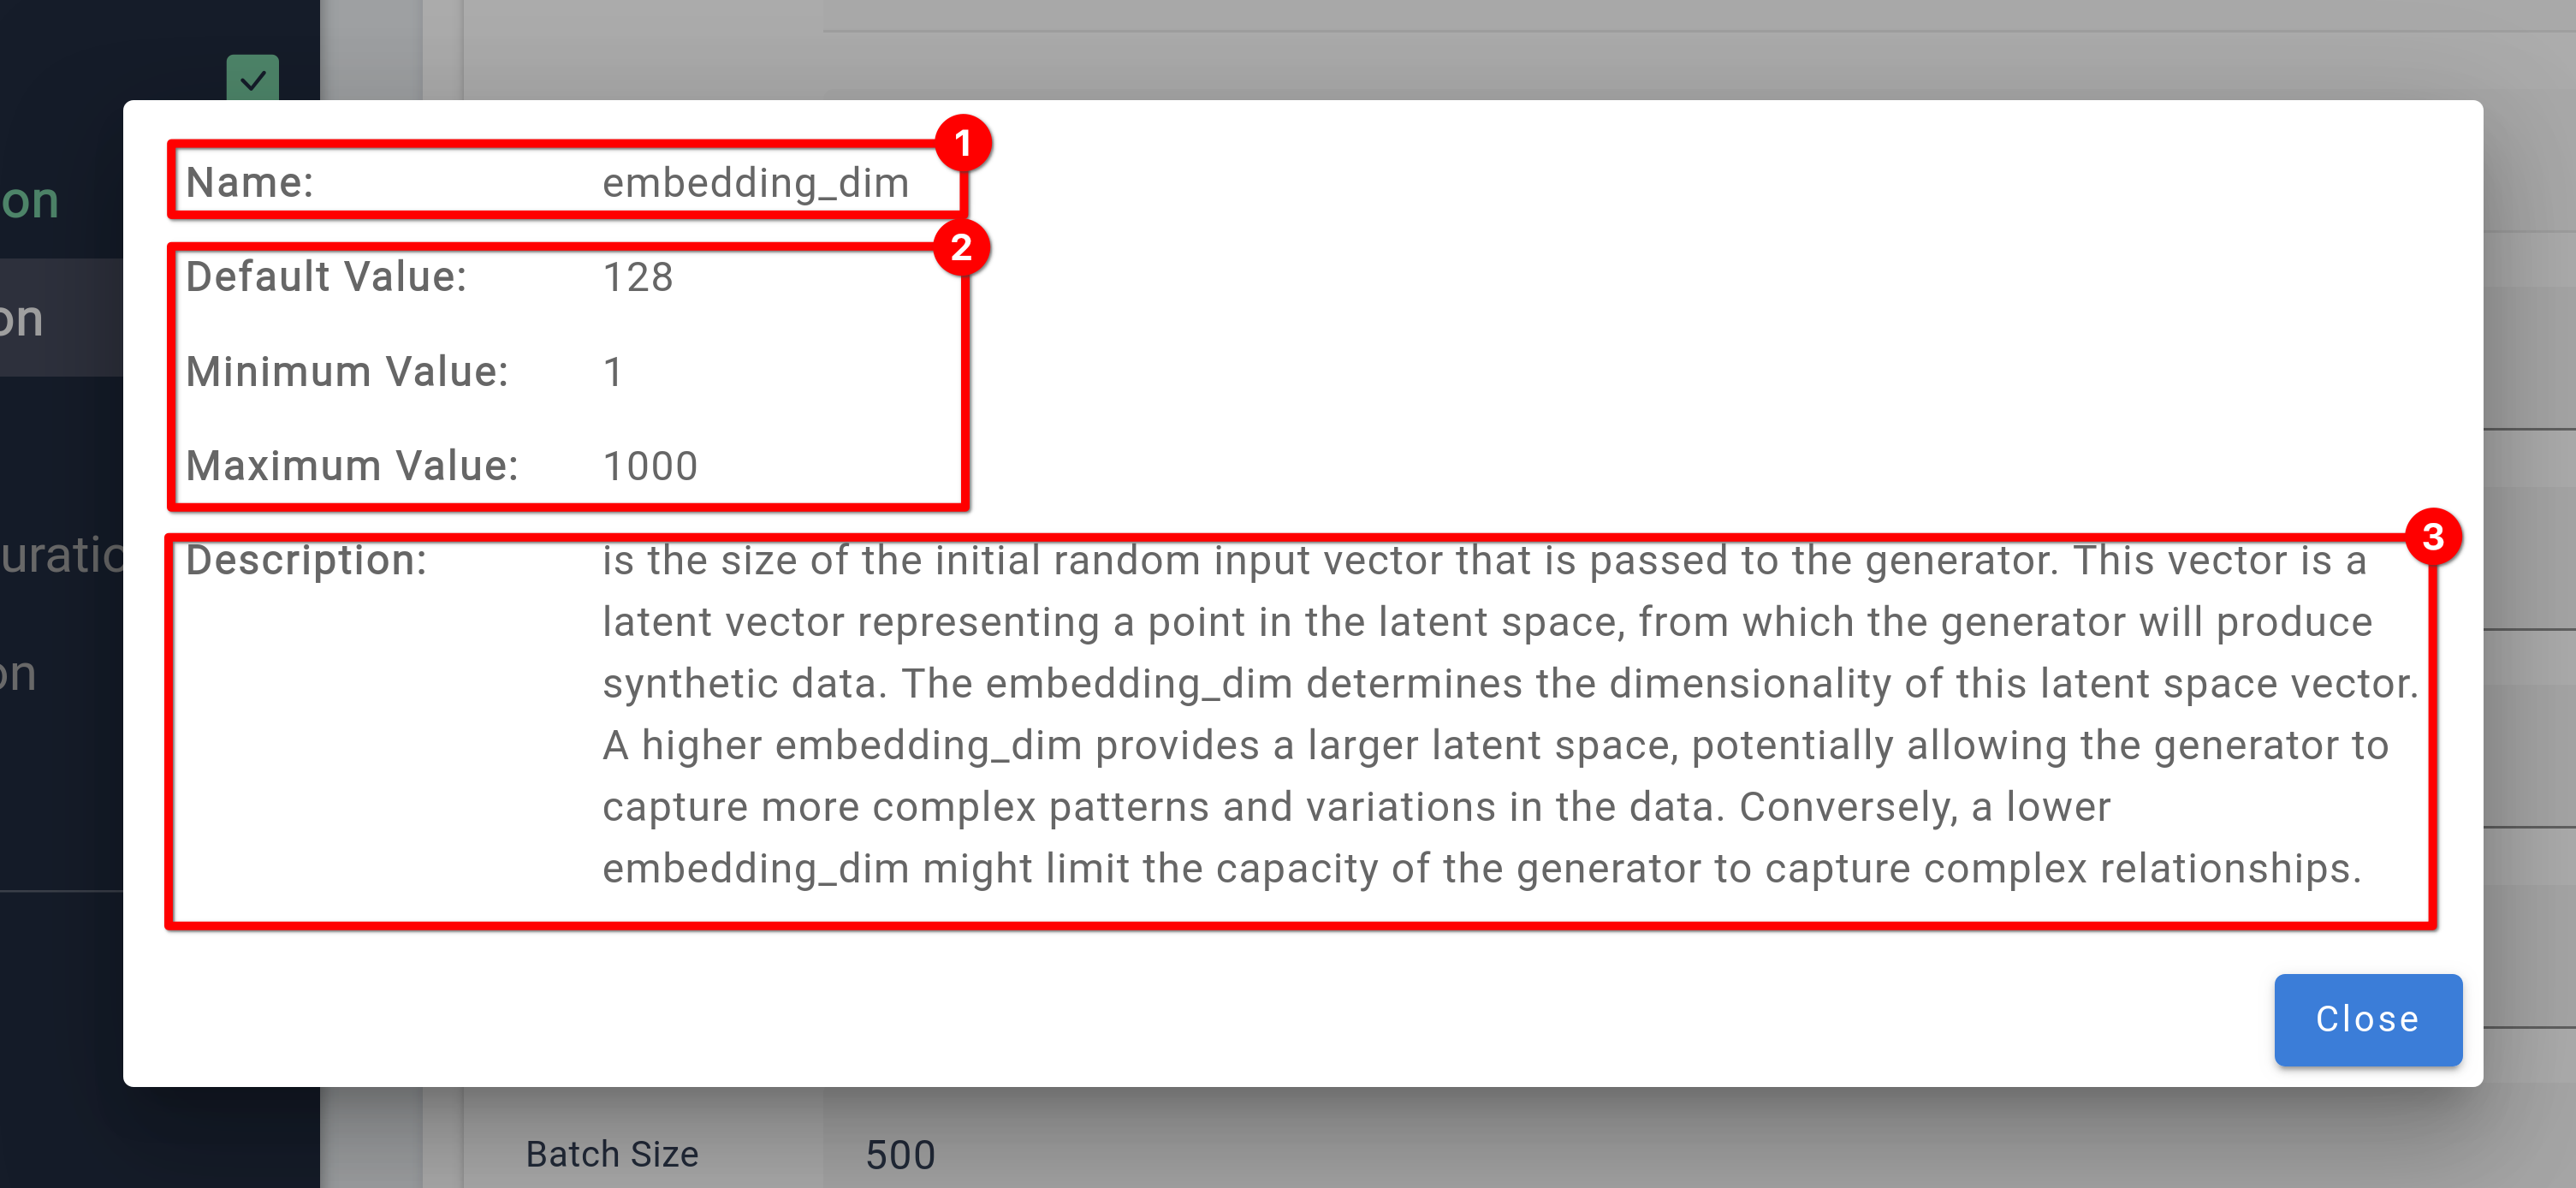 on
on
uratio
on
1
Name: embedding_dim
2
Default Value: 128
Minimum Value: 1
Maximum Value: 1000
3
Description: is the size of the initial random input vector that is passed to the generator. This vector is a
latent vector representing a point in the latent space, from which the generator will produce
synthetic data. The embedding_dim determines the dimensionality of this latent space vector.
A higher embedding_dim provides a larger latent space, potentially allowing the generator to
capture more complex patterns and variations in the data. Conversely, a lower
embedding_dim might limit the capacity of the generator to capture complex relationships.
Close
Batch Size 500